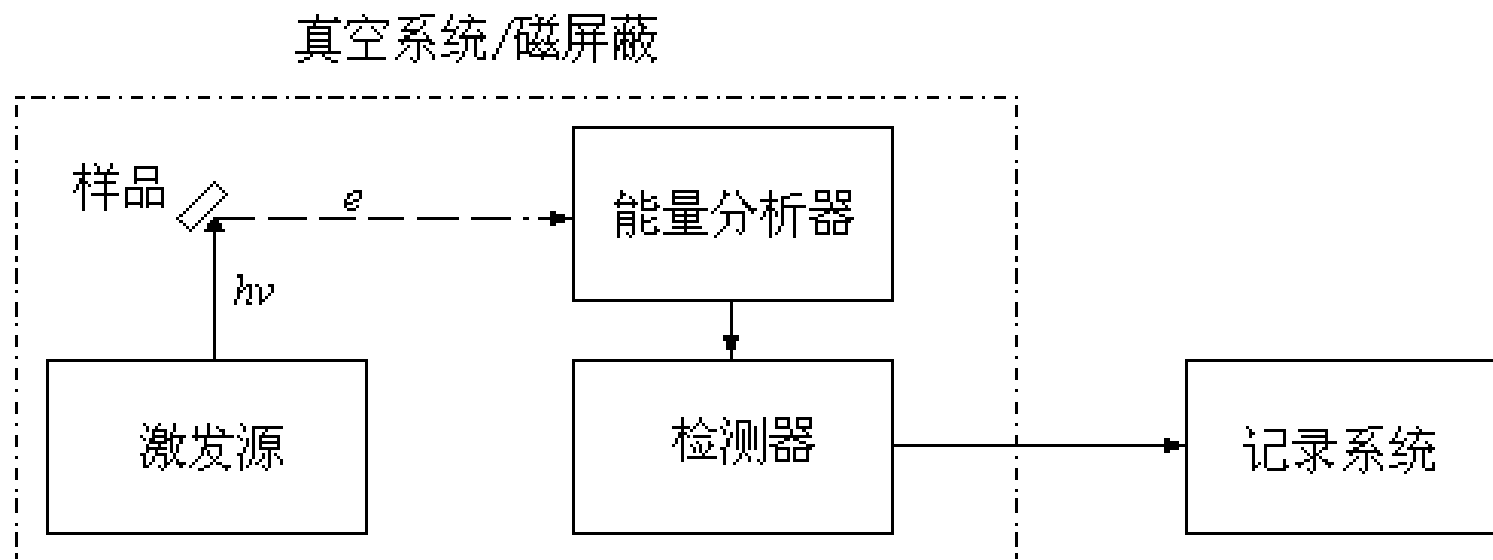 真空系统/磁屏蔽
样品
e
能量分析器
hν
激发源
检测器
记录系统